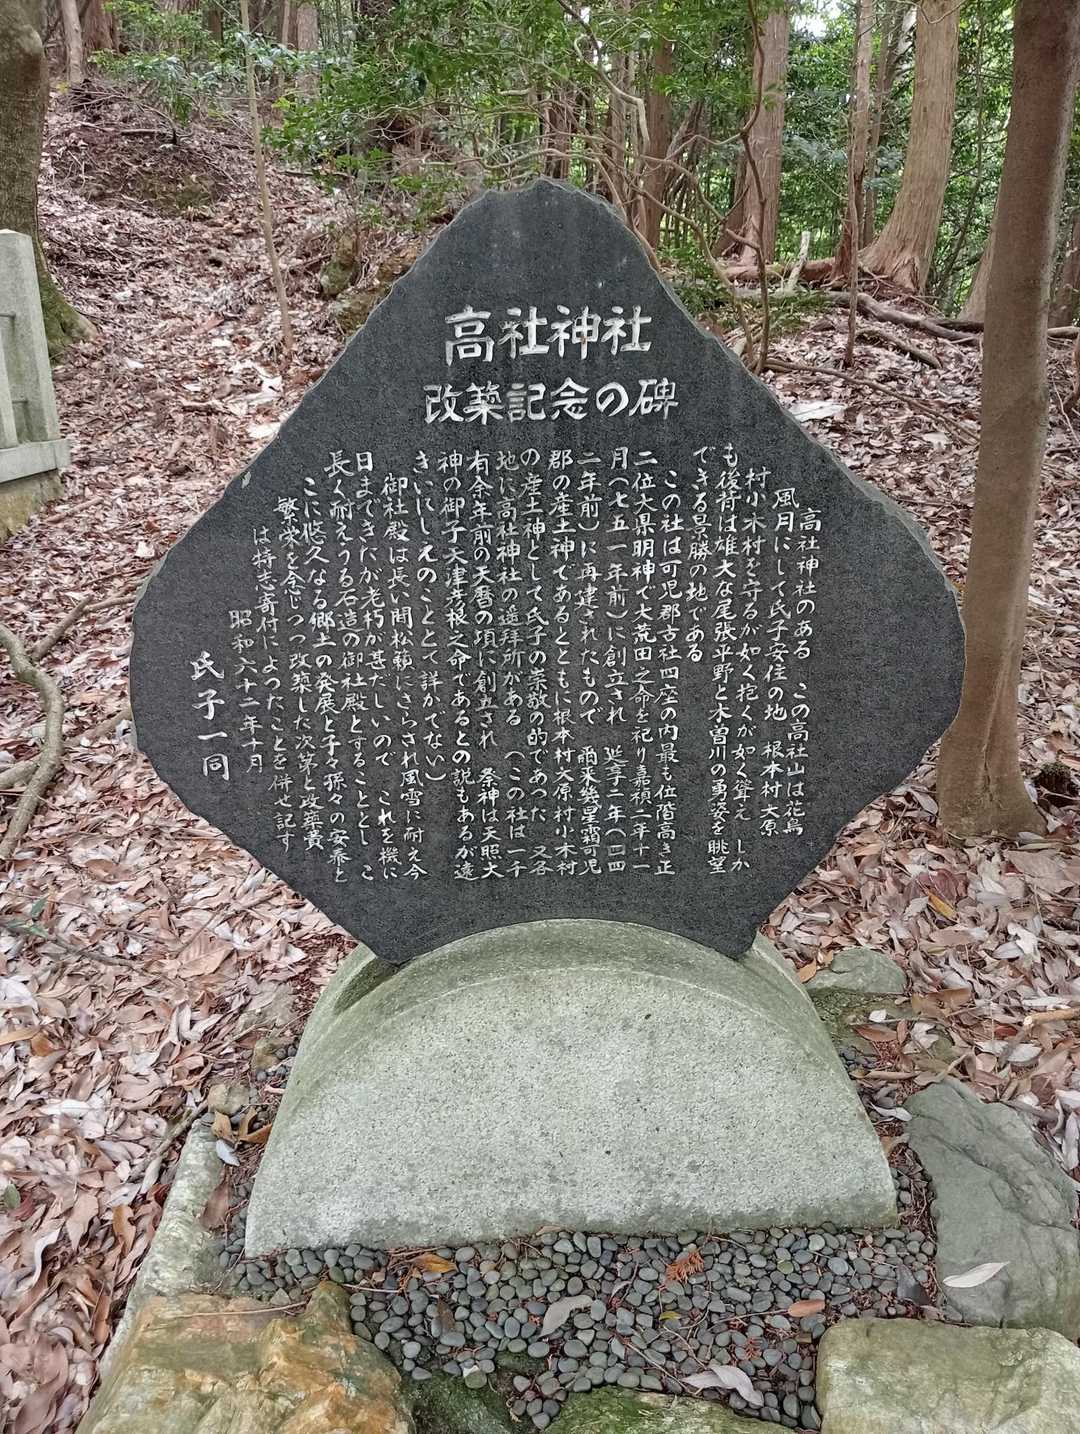 高社神社
改築記念の碑
高社神社のある この高社山は花鳥
風月にして氏子安住の地 根本村大原
村小木村を守るが如く抱くが如く聳え しか
も後背は雄大な尾張平野と木曽川の勇姿を眺望
できる景勝の地である
この社は可児郡古社四座の内最も位階高き正
二位大県明神で大荒田之命を祀り嘉禎二年十一
月(七五一年前)に創立され 延享二年(二四
二年前)に再建されたもので 爾来幾星霜可児
郡の産土神であるとともに根本村大原村小木村
の産土神として氏子の崇敬の的であった 又各
地に高社神社の遥拝所がある (この社は一千
有余年前の天暦の頃に創立され 祭神は天照大
神の御子天津彦根之命であるとの説もあるが遠
きいにしえのこととて詳かでない)
御社殿は長い間松籟にさらされ風雪に耐え今
日まできたが老朽が甚だしいので これを機に
長く耐えうる石造の御社殿とすることとし こ
こに悠久なる郷土の発展と子々孫々の安泰と
繁栄を念じつつ改築した次第と改築費
は特志寄付によったことを併せ記す
昭和六十二年十月
氏子一同